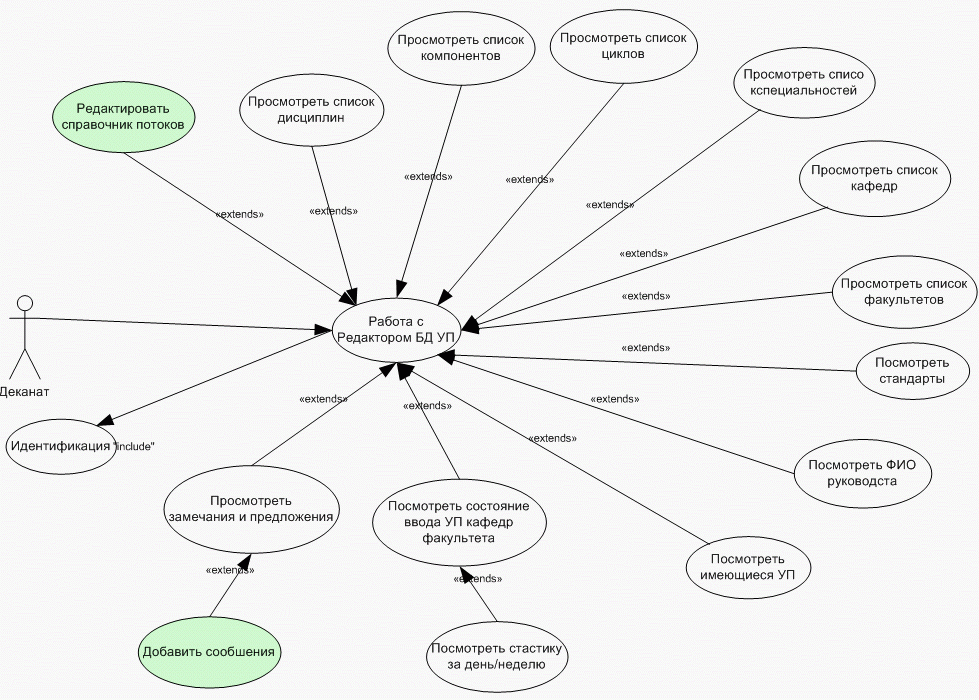 Просмотреть список
компонентов
Просмотреть список
циклов
Просмотреть списо
кспециальностей
Редактировать
справочник потоков
Просмотреть список
дисциплин
Просмотреть список
кафедр
«extends»
«extends»
«extends»
«extends»
«extends»
«extends»
Просмотреть список
факультетов
«extends»
Работа с
Редактором БД УП
«extends»
Посмотреть
стандарты
Деканат
«extends»
«extends»
«extends»
«extends»
Идентификация
"include"
Посмотреть ФИО
руководста
Просмотреть
замечания и предложения
Посмотреть состояние
ввода УП кафедр
факультета
Посмотреть
имеющиеся УП
«extends»
«extends»
Добавить сообшения
Посмотреть стастику
за день/неделю